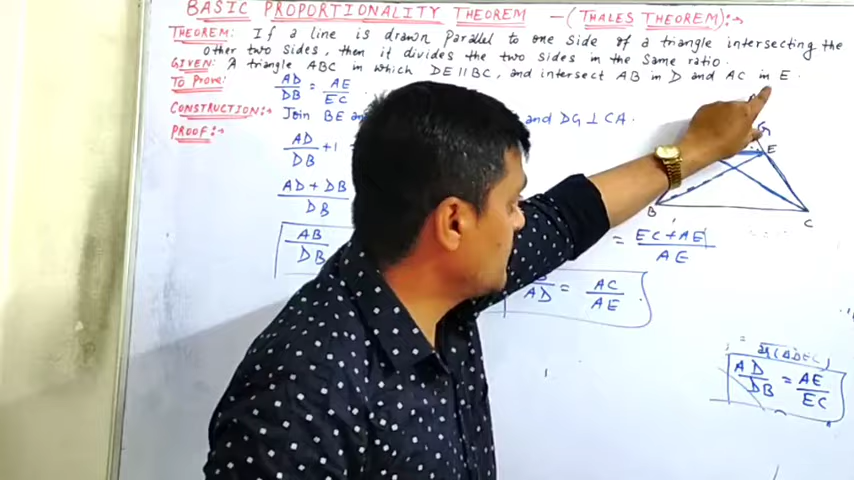 BASIC PROPORTIONALITY THEOREM - (THALES THEOREM) :→
THEOREM: If a line is drawn parallel to one side of a triangle intersecting the
other two sides, then it divides the two sides in the same ratio.
GIVEN: A triangle ABC in which DE || BC, and intersect AB in D and AC in E.
To Prove: AD/DB = AE/EC
CONSTRUCTION:→ Join BE and DG ⊥ CA.
PROOF:→
AD/DB + 1
AD + DB/DB
AB/DB
= EC + AE/AE
AD = AC/AE
AD/DB = AE/EC
G
E
B
C